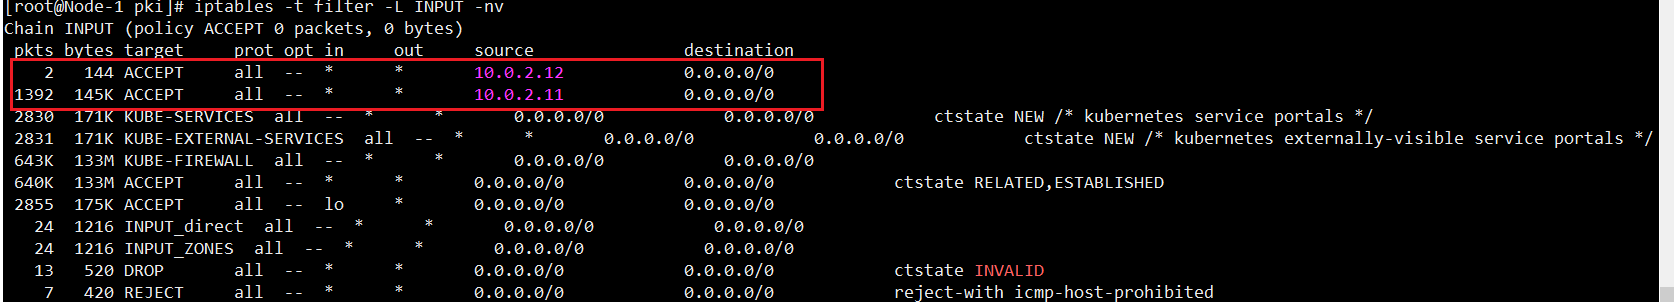 [root@Node-1 pki]# iptables -t filter -L INPUT -nv
Chain INPUT (policy ACCEPT 0 packets, 0 bytes)
pkts bytes target prot opt in out source destination
2 144 ACCEPT all -- * * 10.0.2.12 0.0.0.0/0
1392 145K ACCEPT all -- * * 10.0.2.11 0.0.0.0/0
2830 171K KUBE-SERVICES all -- * * 0.0.0.0/0 0.0.0.0/0 ctstate NEW /* kubernetes service portals */
2831 171K KUBE-EXTERNAL-SERVICES all -- * * 0.0.0.0/0 0.0.0.0/0 ctstate NEW /* kubernetes externally-visible service portals */
643K 133M KUBE-FIREWALL all -- * * 0.0.0.0/0 0.0.0.0/0
640K 133M ACCEPT all -- * * 0.0.0.0/0 0.0.0.0/0 ctstate RELATED,ESTABLISHED
2855 175K ACCEPT all -- lo * 0.0.0.0/0 0.0.0.0/0
24 1216 INPUT_direct all -- * * 0.0.0.0/0 0.0.0.0/0
24 1216 INPUT_ZONES all -- * * 0.0.0.0/0 0.0.0.0/0
13 520 DROP all -- * * 0.0.0.0/0 0.0.0.0/0 ctstate INVALID
7 420 REJECT all -- * * 0.0.0.0/0 0.0.0.0/0 reject-with icmp-host-prohibited